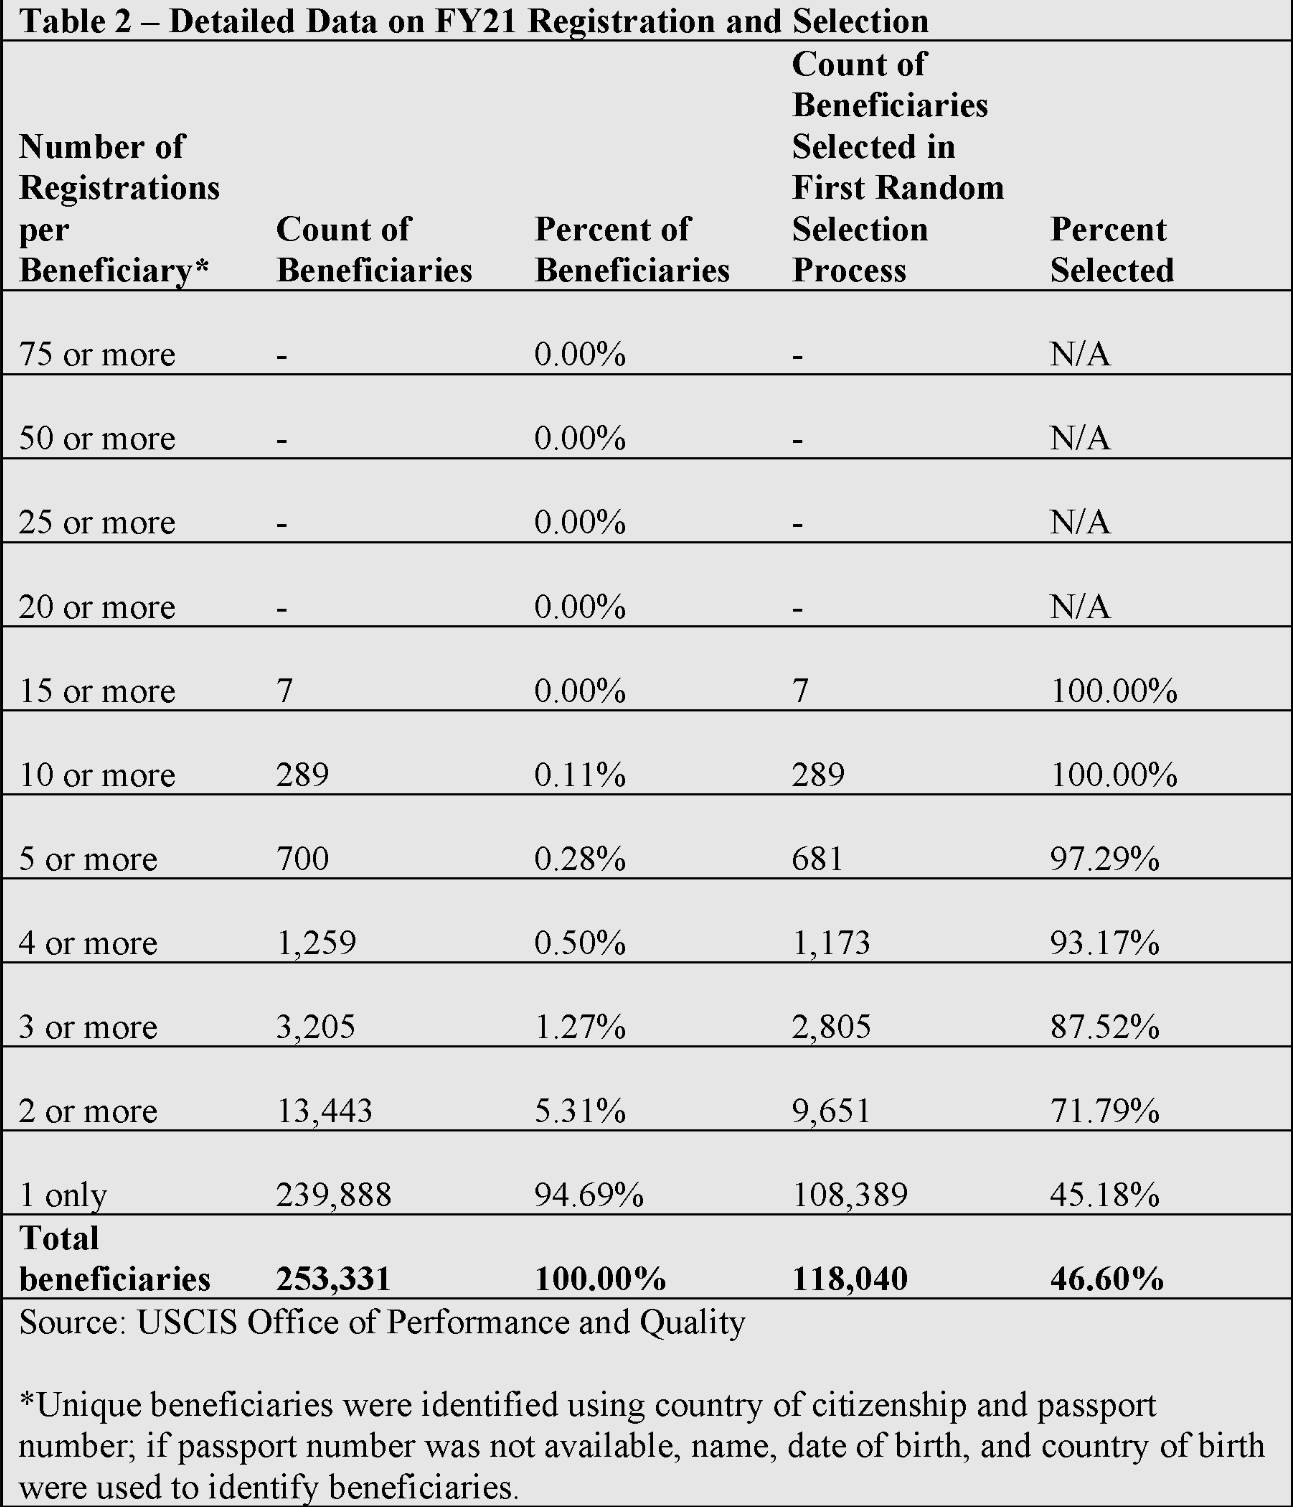 Table 2 – Detailed Data on FY21 Registration and Selection
Number of
Registrations
per
Beneficiary*
Count of
Beneficiaries
Percent of
Beneficiaries
Count of
Beneficiaries
Selected in
First Random
Selection
Process
Percent
Selected
75 or more - 0.00% - N/A
50 or more - 0.00% - N/A
25 or more - 0.00% - N/A
20 or more - 0.00% - N/A
15 or more 7 0.00% 7 100.00%
10 or more 289 0.11% 289 100.00%
5 or more 700 0.28% 681 97.29%
4 or more 1,259 0.50% 1,173 93.17%
3 or more 3,205 1.27% 2,805 87.52%
2 or more 13,443 5.31% 9,651 71.79%
1 only 239,888 94.69% 108,389 45.18%
Total
beneficiaries 253,331 100.00% 118,040 46.60%
Source: USCIS Office of Performance and Quality
*Unique beneficiaries were identified using country of citizenship and passport
number; if passport number was not available, name, date of birth, and country of birth
were used to identify beneficiaries.